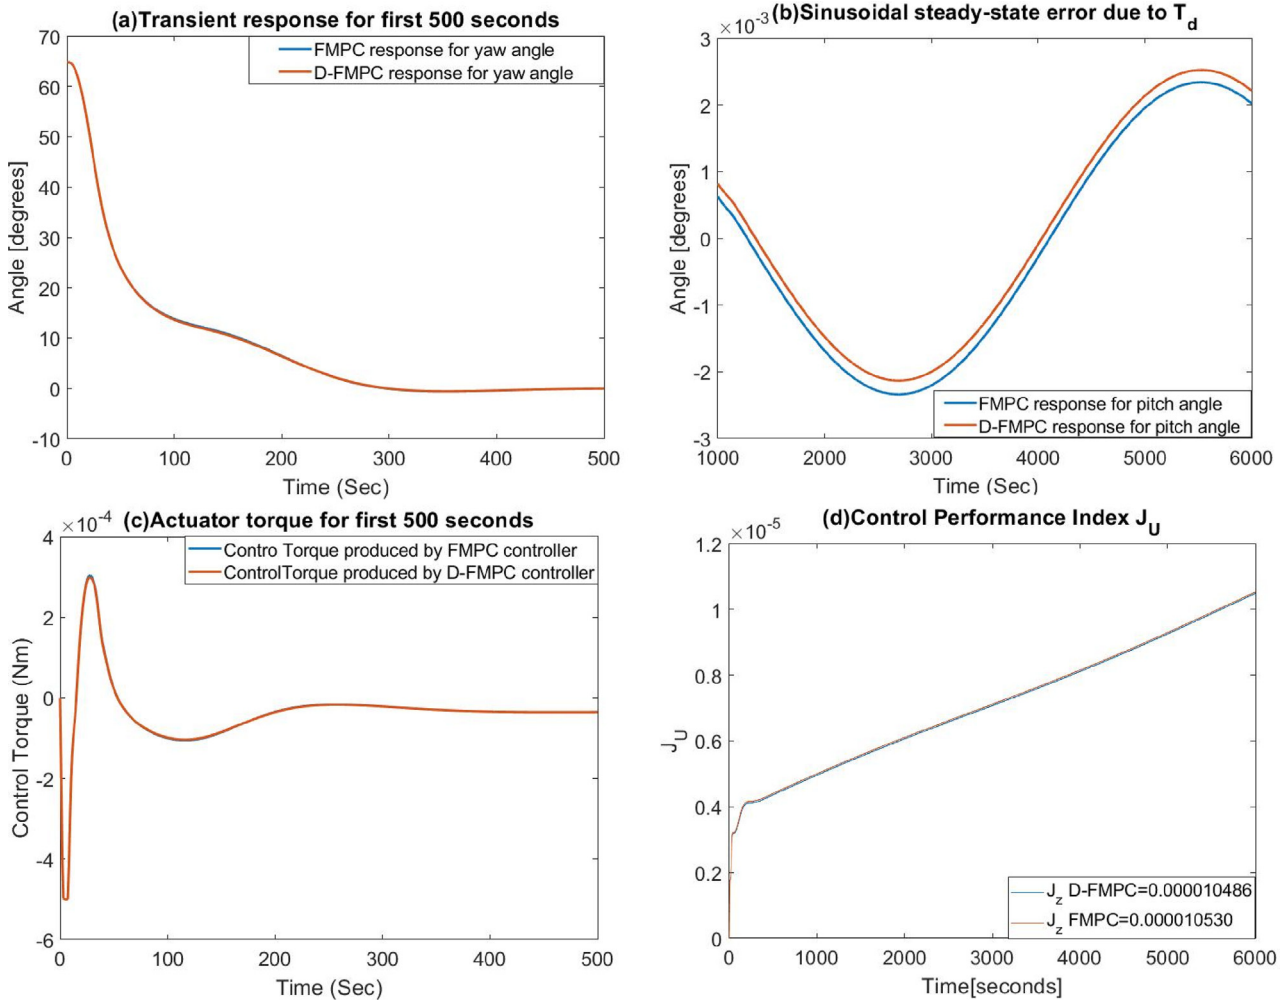 (a)Transient response for first 500 seconds
70
60
50
40
30
20
10
0
-10
Angle [degrees]
FMPC response for yaw angle
D-FMPC response for yaw angle
0 100 200 300 400 500
Time (Sec)
(b)Sinusoidal steady-state error due to T_d
×10^-3
3
2
1
0
-1
-2
-3
Angle [degrees]
FMPC response for pitch angle
D-FMPC response for pitch angle
1000 2000 3000 4000 5000 6000
Time (Sec)
(c)Actuator torque for first 500 seconds
×10^-4
4
2
0
-2
-4
-6
Control Torque (Nm)
Contro Torque produced by FMPC controller
ControlTorque produced by D-FMPC controller
0 100 200 300 400 500
Time (Sec)
(d)Control Performance Index J_U
×10^-5
1.2
1
0.8
0.6
0.4
0.2
0
J_U
J_z D-FMPC=0.000010486
J_z FMPC=0.000010530
0 1000 2000 3000 4000 5000 6000
Time[seconds]